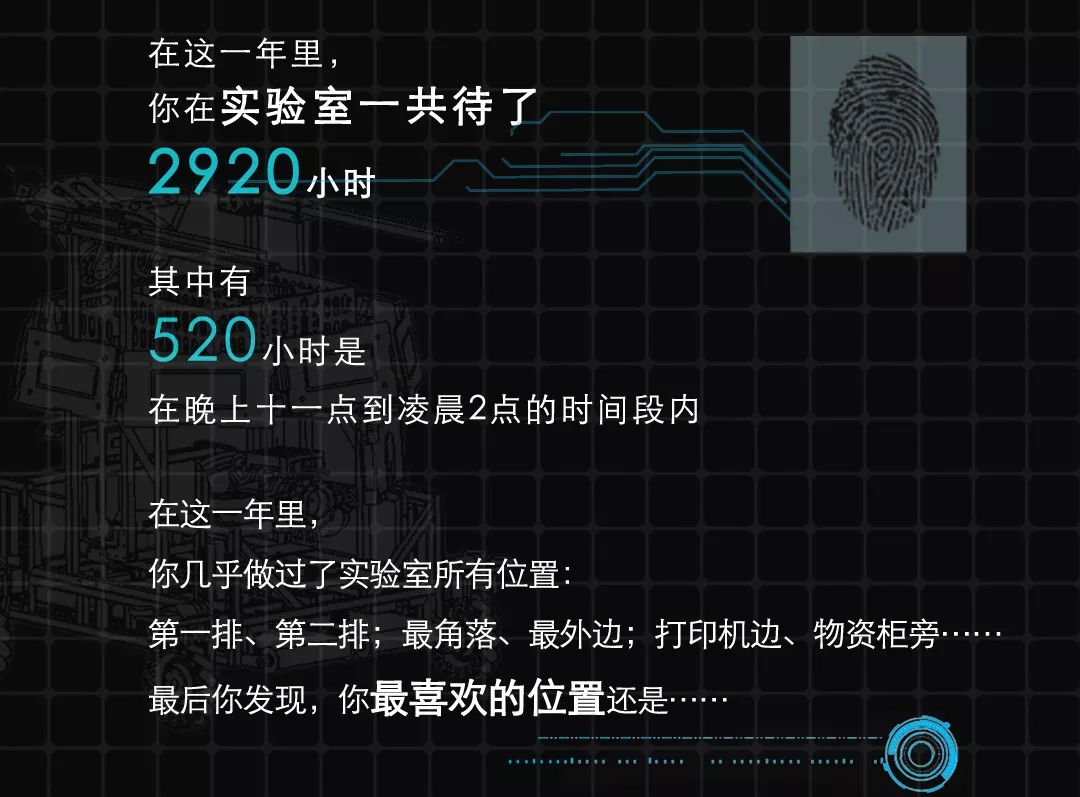 在这一年里，
你在实验室一共待了
2920小时
其中有
520小时是
在晚上十一点到凌晨2点的时间段内
在这一年里，
你几乎做过了实验室所有位置：
第一排、第二排；最角落、最外边；打印机边、物资柜旁……
最后你发现，你最喜欢的位置还是……